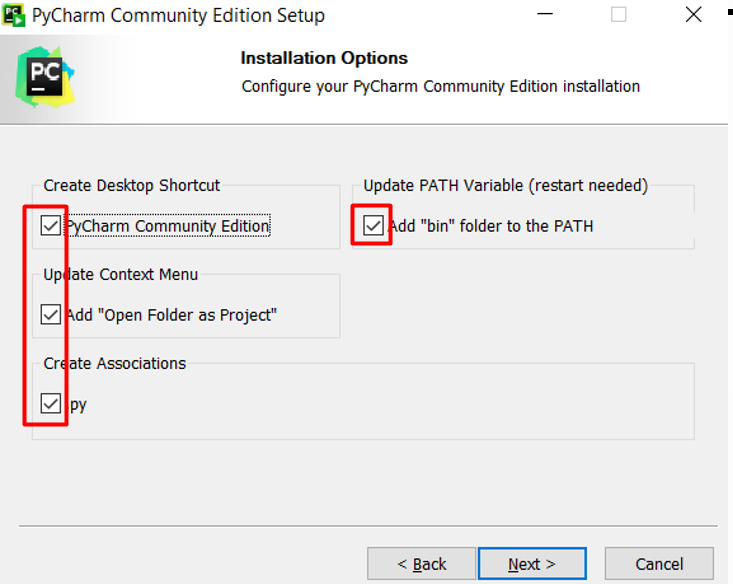 PyCharm Community Edition Setup
PC
Installation Options
Configure your PyCharm Community Edition installation
Create Desktop Shortcut
PyCharm Community Edition
Update PATH Variable (restart needed)
Add "bin" folder to the PATH
Update Context Menu
Add "Open Folder as Project"
Create Associations
.py
< Back
Next >
Cancel